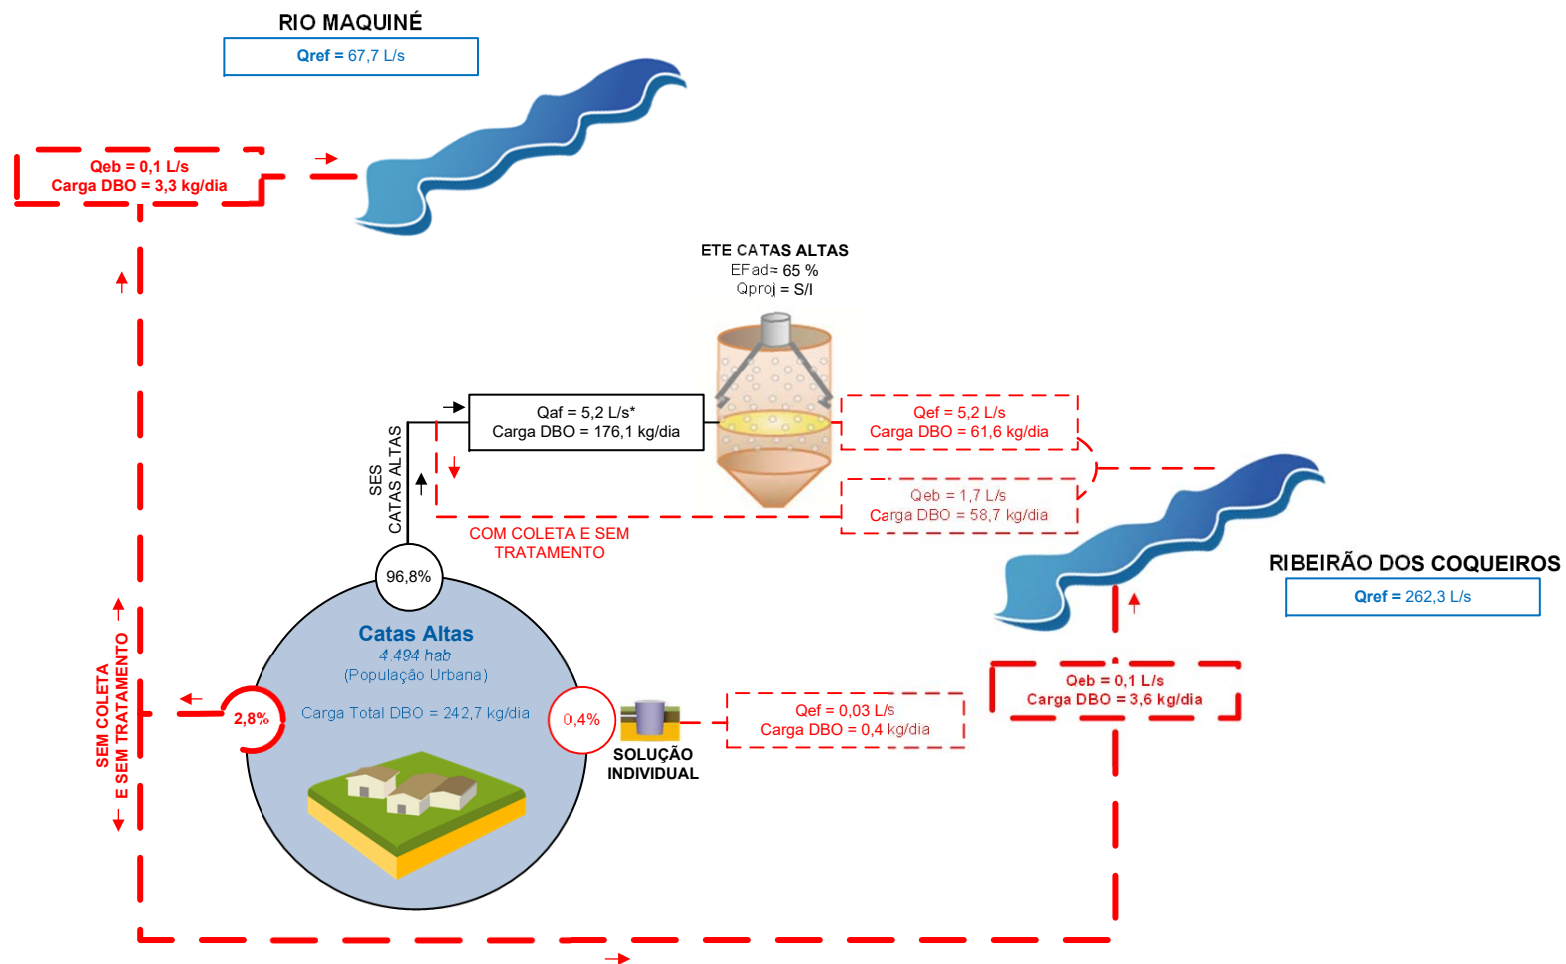 RIO MAQUINÉ
Qref = 67,7 L/s
Qeb = 0,1 L/s
Carga DBO = 3,3 kg/dia
ETE CATAS ALTAS
EFad= 65 %
Qproj = S/I
SES
CATAS ALTAS
Qaf = 5,2 L/s*
Carga DBO = 176,1 kg/dia
Qef = 5,2 L/s
Carga DBO = 61,6 kg/dia
Qeb = 1,7 L/s
Carga DBO = 58,7 kg/dia
COM COLETA E SEM
TRATAMENTO
RIBEIRÃO DOS COQUEIROS
Qref = 262,3 L/s
96,8%
Catas Altas
4.494 hab
(População Urbana)
Carga Total DBO = 242,7 kg/dia
2,8%
0,4%
SEM COLETA
E SEM TRATAMENTO
SOLUÇÃO
INDIVIDUAL
Qef = 0,03 L/s
Carga DBO = 0,4 kg/dia
Qeb = 0,1 L/s
Carga DBO = 3,6 kg/dia